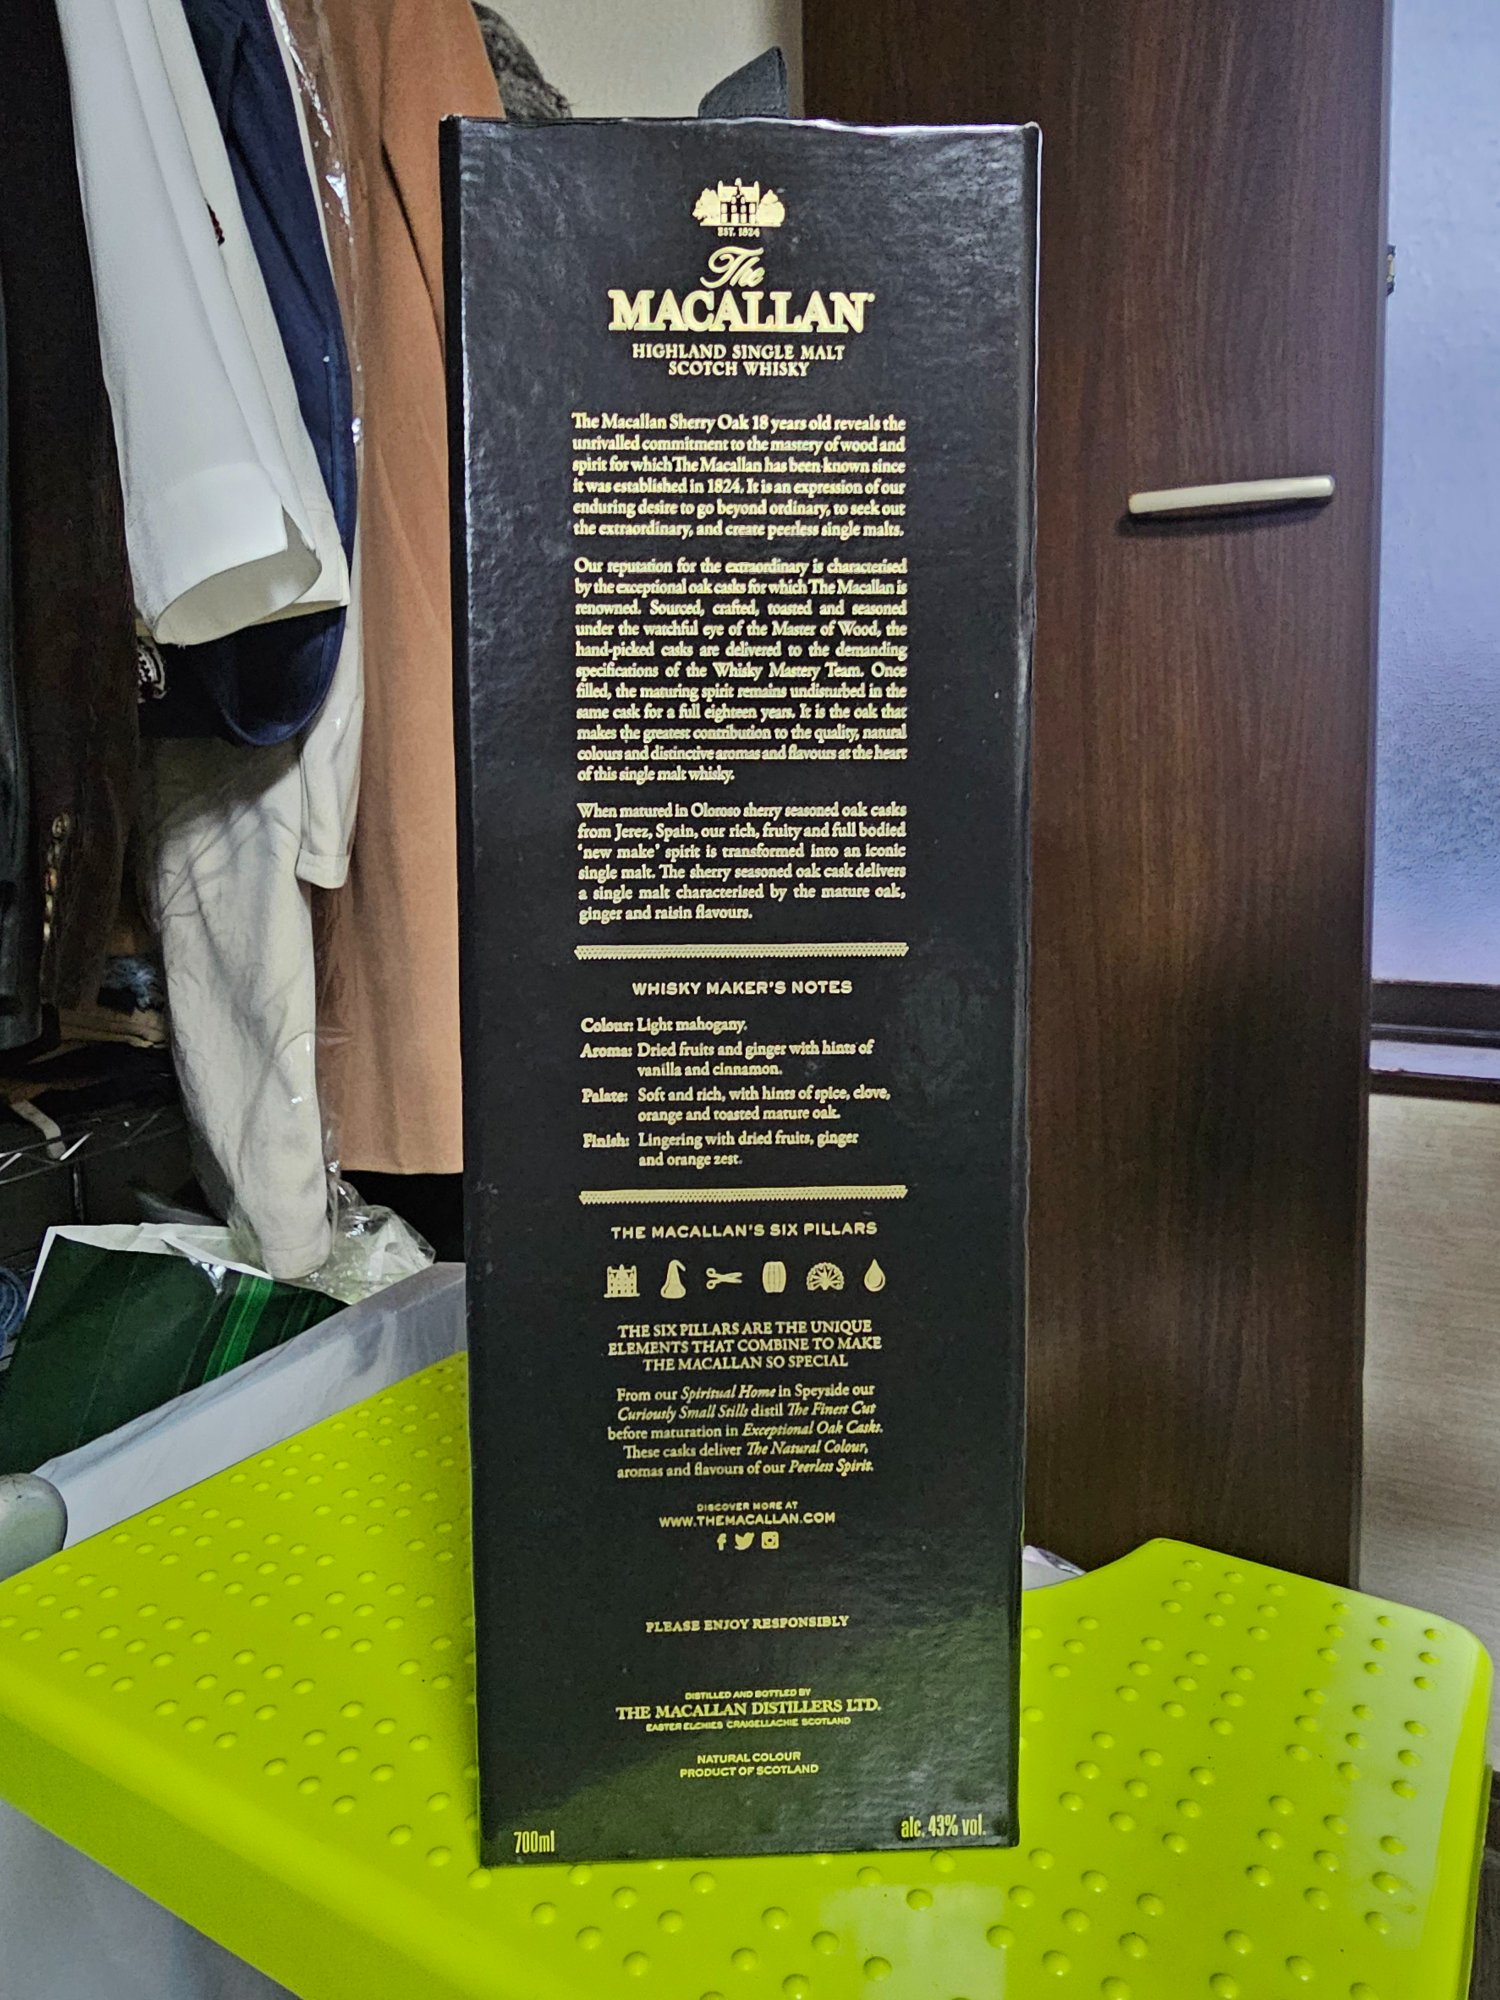 EST. 1824
The
MACALLAN
HIGHLAND SINGLE MALT
SCOTCH WHISKY
The Macallan Sherry Oak 18 years old reveals the
unrivalled commitment to the mastery of wood and
spirit for which The Macallan has been known since
it was established in 1824. It is an expression of our
enduring desire to go beyond ordinary, to seek out
the extraordinary, and create peerless single malts.
Our reputation for the extraordinary is characterised
by the exceptional oak casks for which The Macallan is
renowned. Sourced, crafted, toasted and seasoned
under the watchful eye of the Master of Wood, the
hand-picked casks are delivered to the demanding
specifications of the Whisky Mastery Team. Once
filled, the maturing spirit remains undisturbed in the
same cask for a full eighteen years. It is the oak that
makes the greatest contribution to the quality, natural
colours and distinctive aromas and flavours at the heart
of this single malt whisky.
When matured in Oloroso sherry seasoned oak casks
from Jerez, Spain, our rich, fruity and full bodied
'new make' spirit is transformed into an iconic
single malt. The sherry seasoned oak cask delivers
a single malt characterised by the mature oak,
ginger and raisin flavours.
WHISKY MAKER'S NOTES
Colour: Light mahogany.
Aroma: Dried fruits and ginger with hints of
vanilla and cinnamon.
Palate: Soft and rich, with hints of spice, clove,
orange and toasted mature oak.
Finish: Lingering with dried fruits, ginger
and orange zest.
THE MACALLAN'S SIX PILLARS
THE SIX PILLARS ARE THE UNIQUE
ELEMENTS THAT COMBINE TO MAKE
THE MACALLAN SO SPECIAL
From our Spiritual Home in Speyside our
Curiously Small Stills distil The Finest Cut
before maturation in Exceptional Oak Casks.
These casks deliver The Natural Colour,
aromas and flavours of our Peerless Spirit.
DISCOVER MORE AT
WWW.THEMACALLAN.COM
PLEASE ENJOY RESPONSIBLY
DISTILLED AND BOTTLED BY
THE MACALLAN DISTILLERS LTD.
EASTER ELCHIES CRAIGELLACHIE SCOTLAND
NATURAL COLOUR
PRODUCT OF SCOTLAND
700ml
alc. 43% vol.